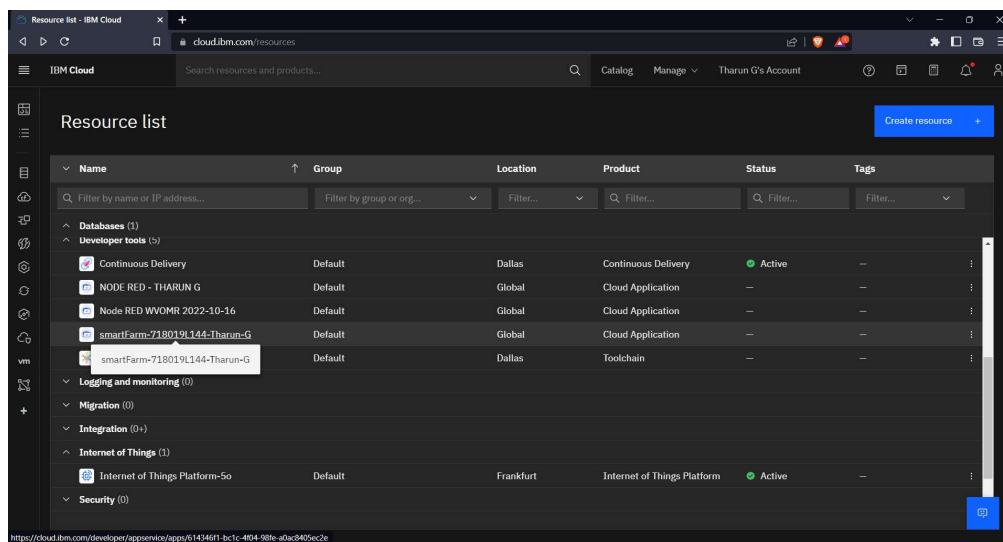 Resource list - IBM Cloud
cloud.ibm.com/resources
IBM Cloud
Search resources and products...
Catalog
Manage
Tharun G's Account
Resource list
Create resource +
Name
Group
Location
Product
Status
Tags
Filter by name or IP address...
Filter by group or org...
Filter...
Filter...
Filter...
Filter...
Databases (1)
Developer tools (5)
Continuous Delivery Default Dallas Continuous Delivery Active –
NODE RED - THARUN G Default Global Cloud Application – –
Node RED WVOMR 2022-10-16 Default Global Cloud Application – –
smartFarm-718019L144-Tharun-G Default Global Cloud Application – –
smartFarm-718019L144-Tharun-G Default Dallas Toolchain – –
Logging and monitoring (0)
Migration (0)
Integration (0+)
Internet of Things (1)
Internet of Things Platform-5o Default Frankfurt Internet of Things Platform Active –
Security (0)
vm
https://cloud.ibm.com/developer/appservice/apps/614346f1-bc1c-4f04-98fe-a0ac8405ec2e